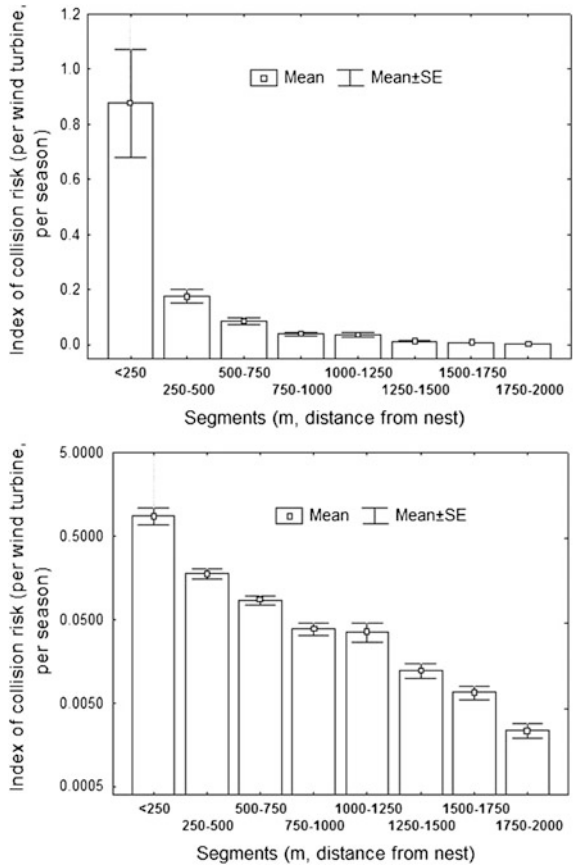 Index of collision risk (per wind turbine,
per season)
1.2
1.0
0.8
0.6
0.4
0.2
0.0
Mean
Mean±SE
<250
500-750
1000-1250
1500-1750
250-500
750-1000
1250-1500
1750-2000
Segments (m, distance from nest)
Index of collision risk (per wind turbine,
per season)
5.0000
0.5000
0.0500
0.0050
0.0005
Mean
Mean±SE
<250
500-750
1000-1250
1500-1750
250-500
750-1000
1250-1500
1750-2000
Segments (m, distance from nest)